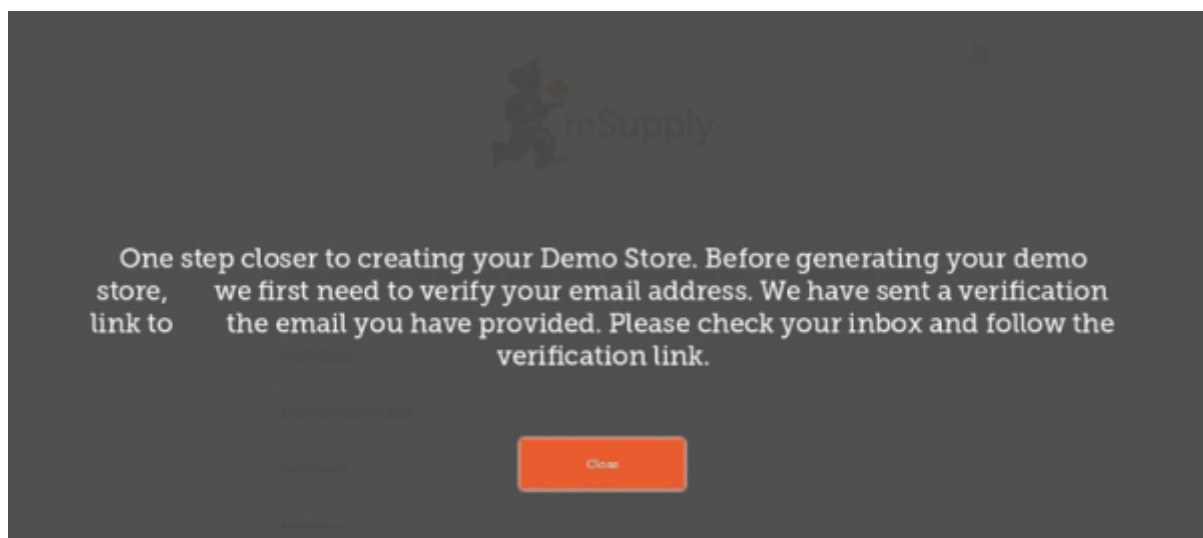 mSupply
One step closer to creating your Demo Store. Before generating your demo
store, we first need to verify your email address. We have sent a verification
link to the email you have provided. Please check your inbox and follow the
verification link.
Close